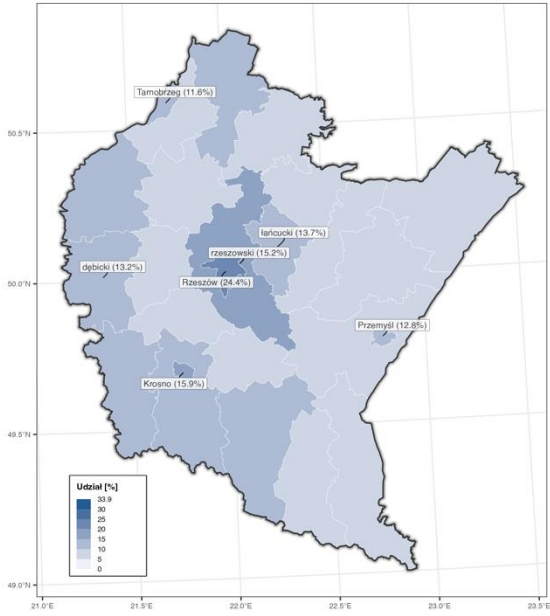 Tarnobrzeg (11.6%)
50.5°N
łańcucki (13.7%)
rzeszowski (15.2%)
dębicki (13.2%)
50.0°N
Rzeszów (24.4%)
Przemyśl (12.8%)
Krosno (15.9%)
49.5°N
Udział [%]
33.9
30
25
20
15
10
5
0
49.0°N
21.0°E 21.5°E 22.0°E 22.5°E 23.0°E 23.5°E